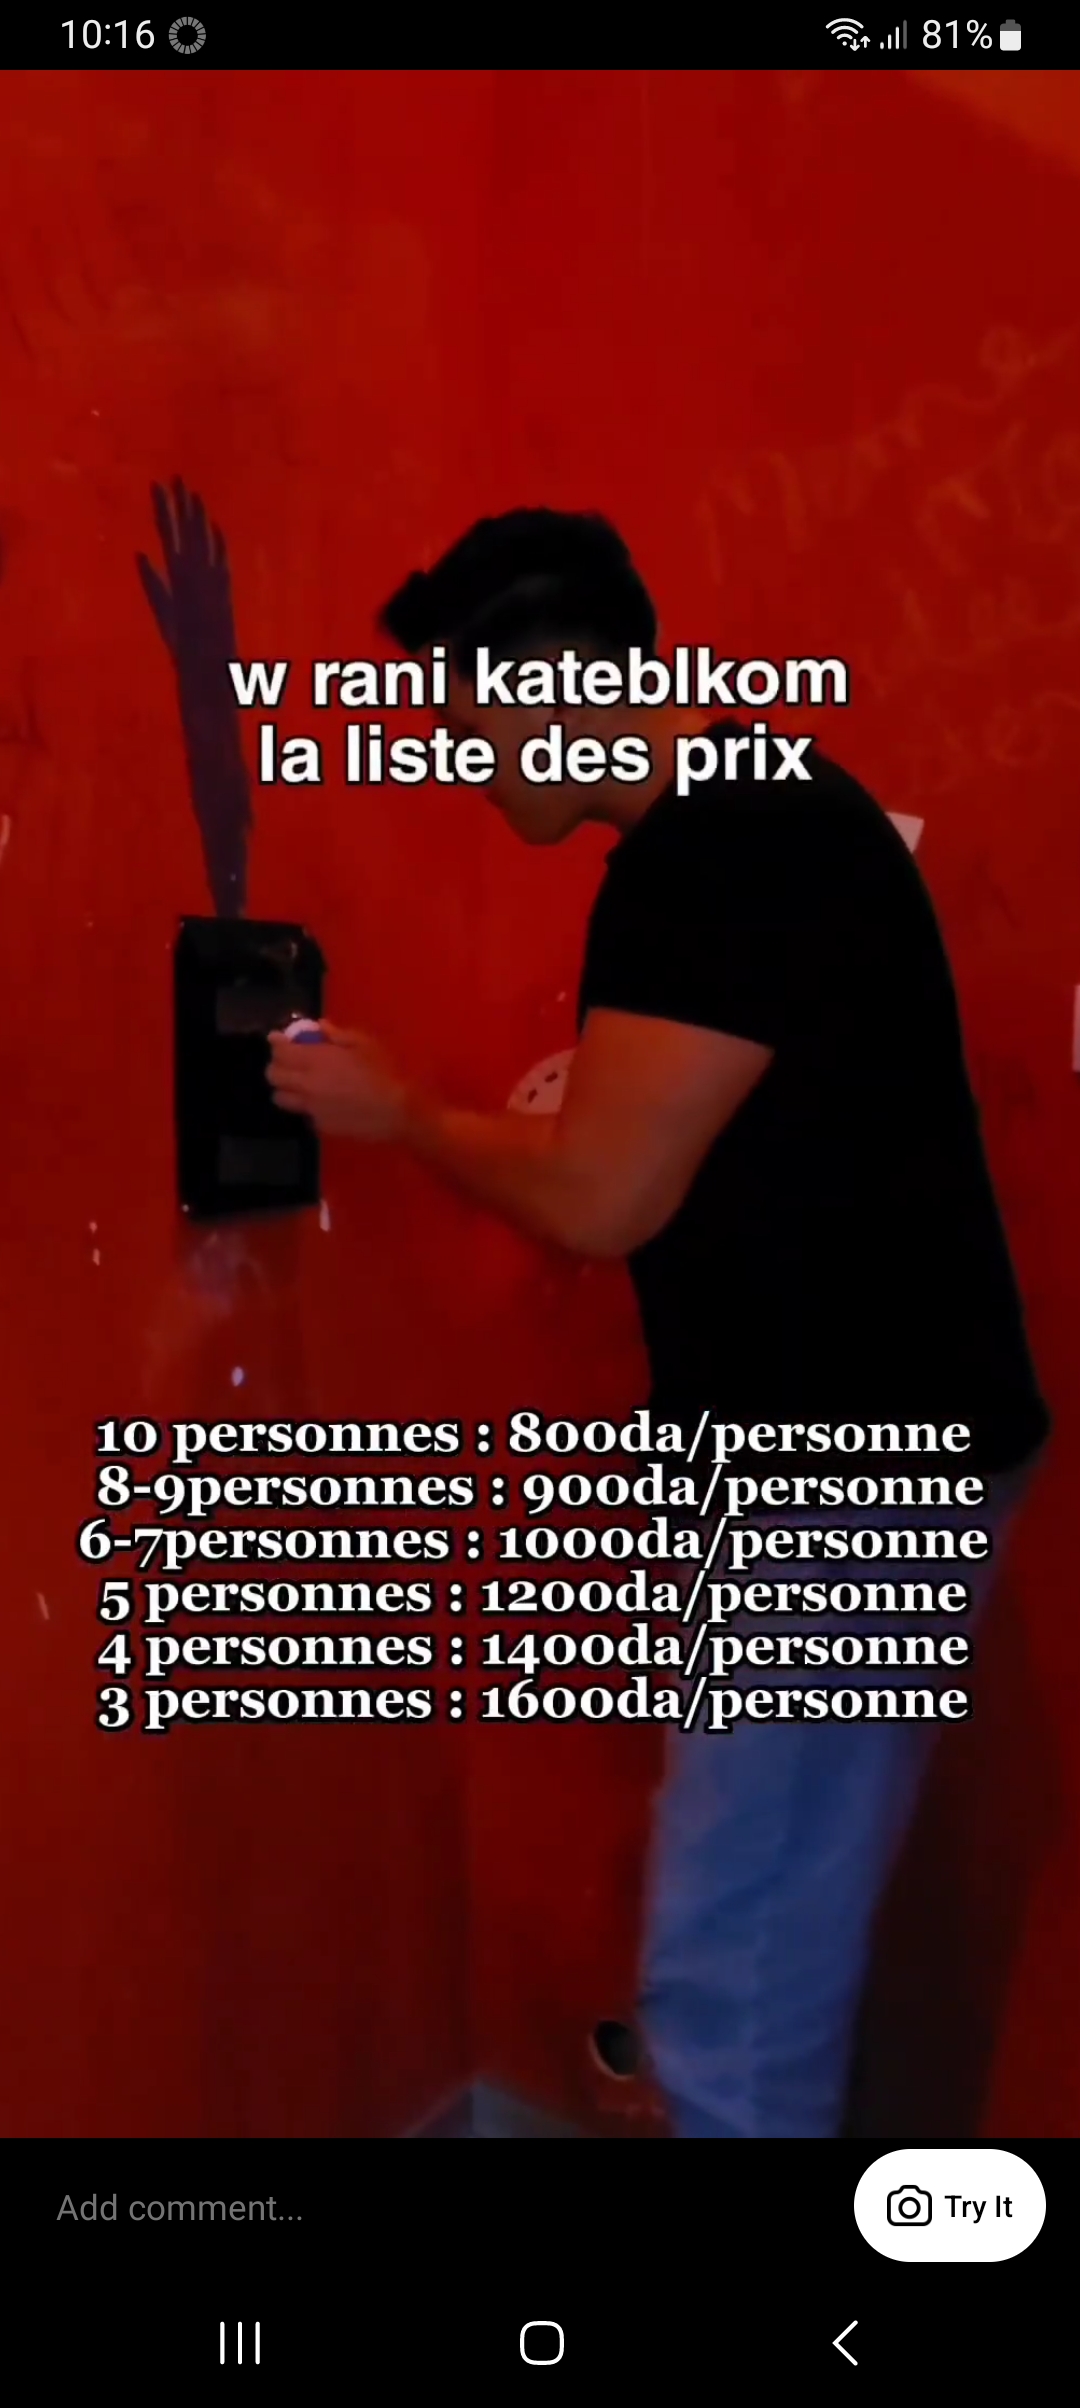 10:16
81%
w rani kateblkom
la liste des prix
10 personnes : 800da/personne
8-9personnes : 900da/personne
6-7personnes : 1000da/personne
5 personnes : 1200da/personne
4 personnes : 1400da/personne
3 personnes : 1600da/personne
Add comment...
Try It